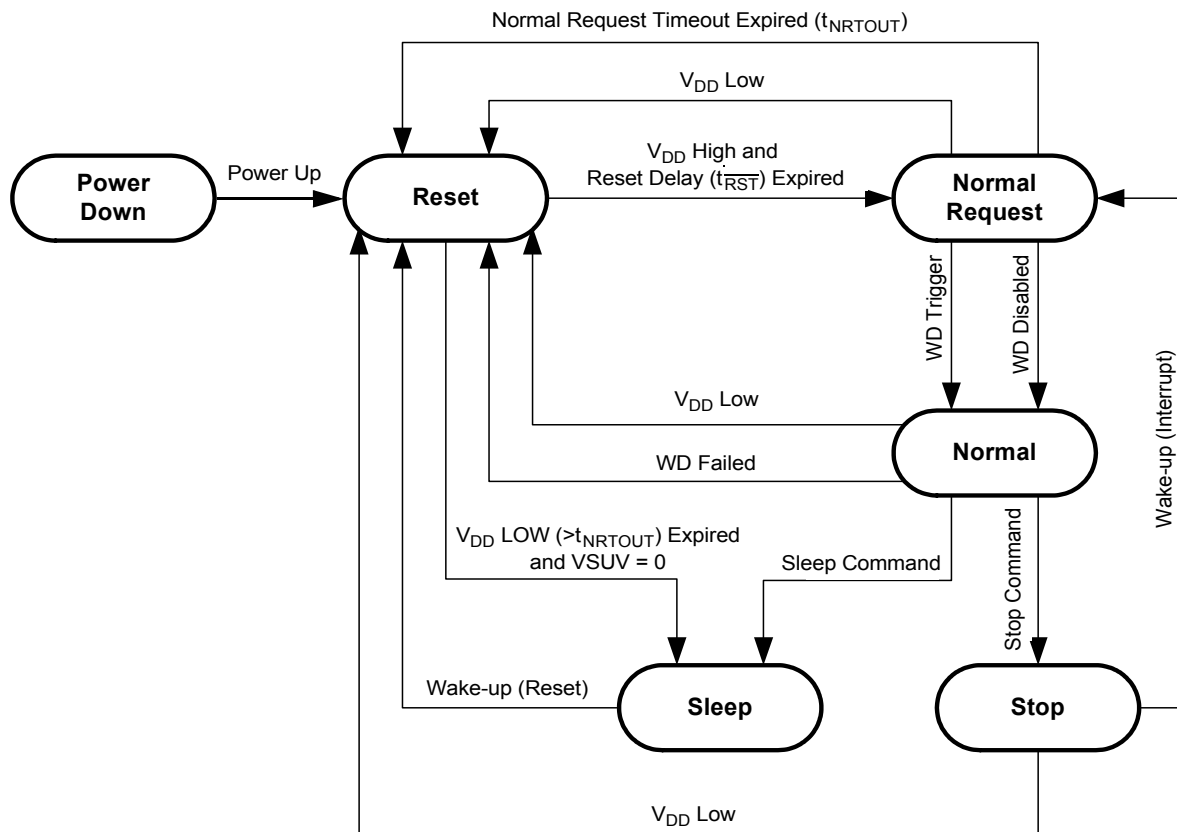 Normal Request Timeout Expired (tNRTOUT)
VDD Low
Power
Down
Power Up
Reset
VDD High and
Reset Delay (tRST) Expired
Normal
Request
WD Trigger
WD Disabled
Wake-up (Interrupt)
VDD Low
Normal
WD Failed
VDD LOW (>tNRTOUT) Expired
and VSUV = 0
Sleep Command
Stop Command
Wake-up (Reset)
Sleep
Stop
VDD Low